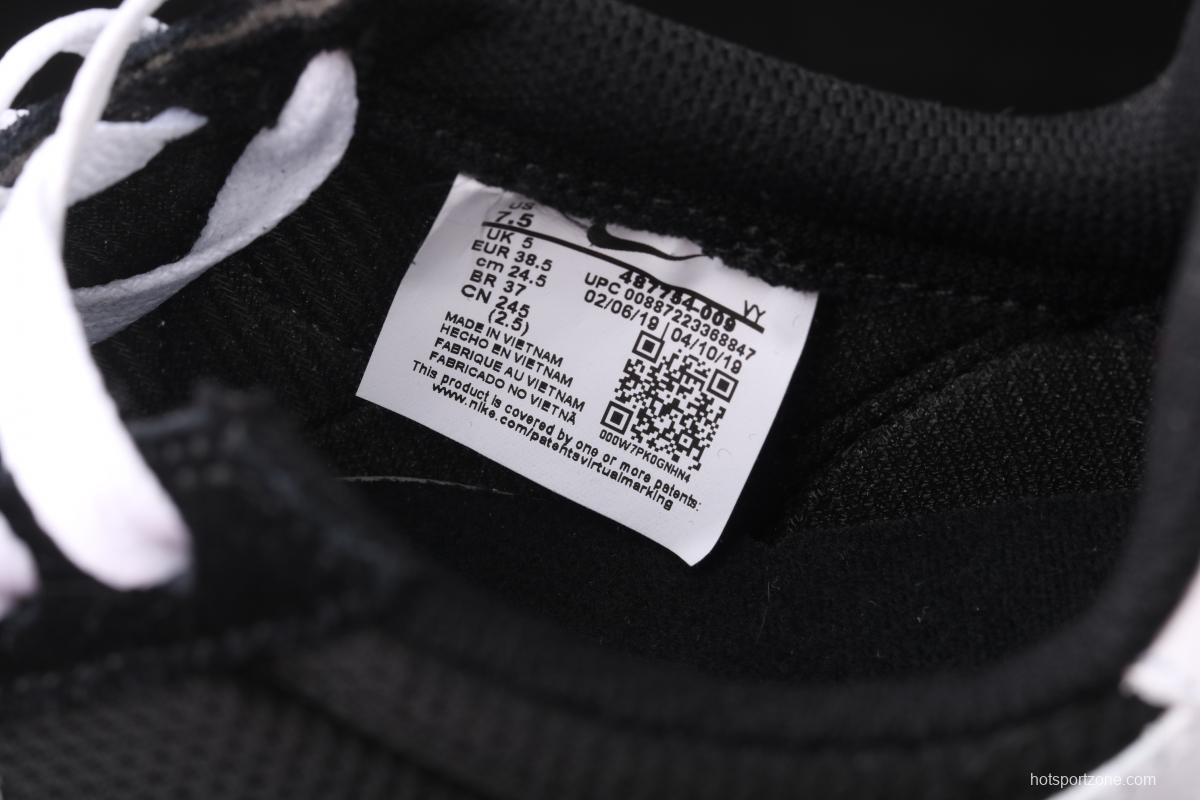 US
7.5
UK 5
EUR 38.5
cm 24.5
BR 37
CN 245
(2.5)
487754-009
VY
UPC 00887223368847
02/06/19 | 04/10/19
MADE IN VIETNAM
HECHO EN VIETNAM
FABRIQUE AU VIETNAM
FABRICADO NO VIETNÃ
000W7PK0GNHN4
This product is covered by one or more patents:
www.nike.com/patentsvirtualmarking
hotsportzone.com